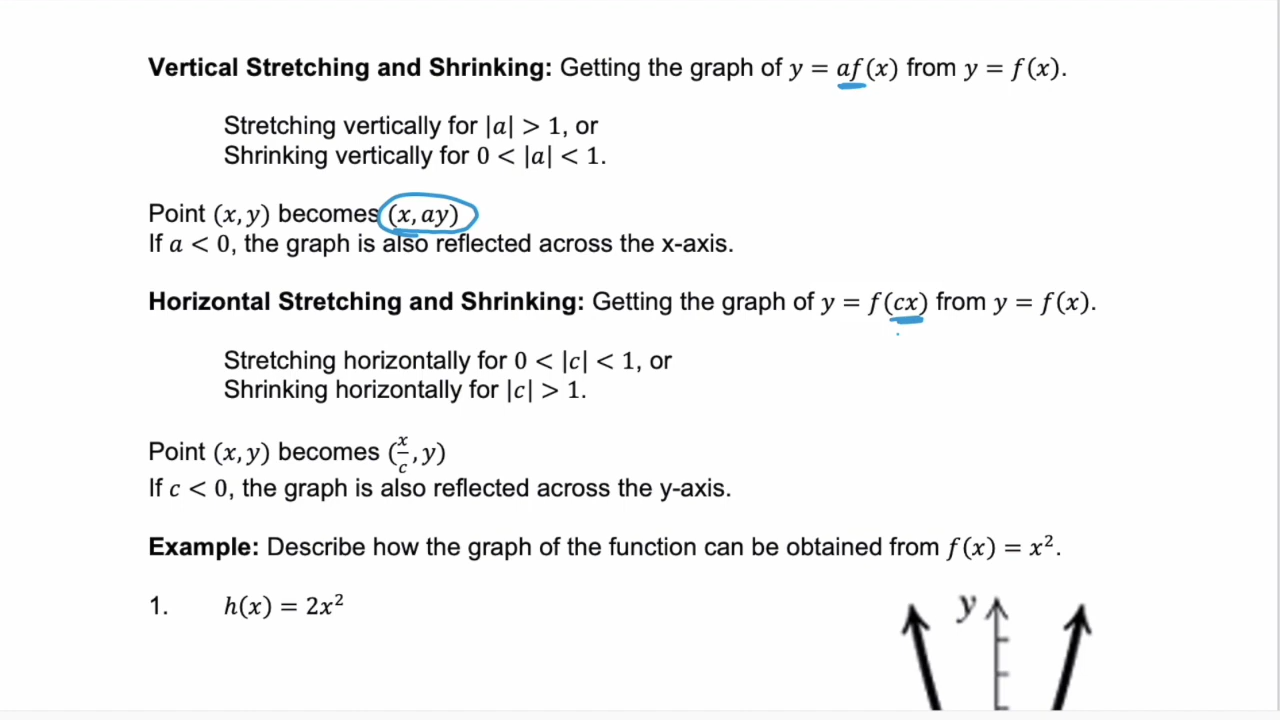 Vertical Stretching and Shrinking: Getting the graph of y = af(x) from y = f(x).
Stretching vertically for |a| > 1, or
Shrinking vertically for 0 < |a| < 1.
Point (x, y) becomes (x, ay)
If a < 0, the graph is also reflected across the x-axis.
Horizontal Stretching and Shrinking: Getting the graph of y = f(cx) from y = f(x).
Stretching horizontally for 0 < |c| < 1, or
Shrinking horizontally for |c| > 1.
Point (x, y) becomes (x/c, y)
If c < 0, the graph is also reflected across the y-axis.
Example: Describe how the graph of the function can be obtained from f(x) = x².
1. h(x) = 2x²
y